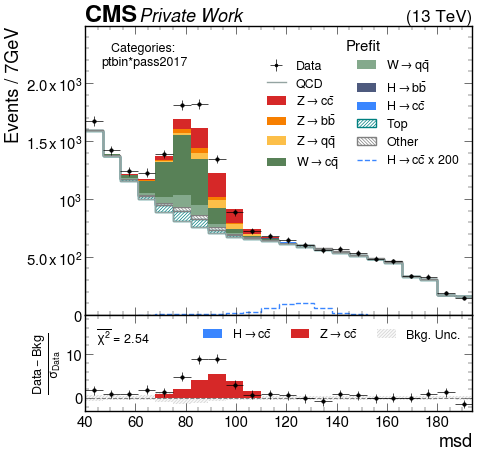 CMS Private Work (13 TeV)
Categories:
ptbin*pass2017
Prefit
Data
QCD
Z→cc̄
Z→bb̄
Z→qq̄
W→cq̄
W→qq̄
H→bb̄
H→cc̄
Top
Other
H→cc̄ x 200
Events / 7GeV
2.0 x 10³
1.5 x 10³
10³
5.0 x 10²
0
χ² = 2.54
H→cc̄ Z→cc̄ Bkg. Unc.
Data − Bkg
σData
10
0
40 60 80 100 120 140 160 180
msd